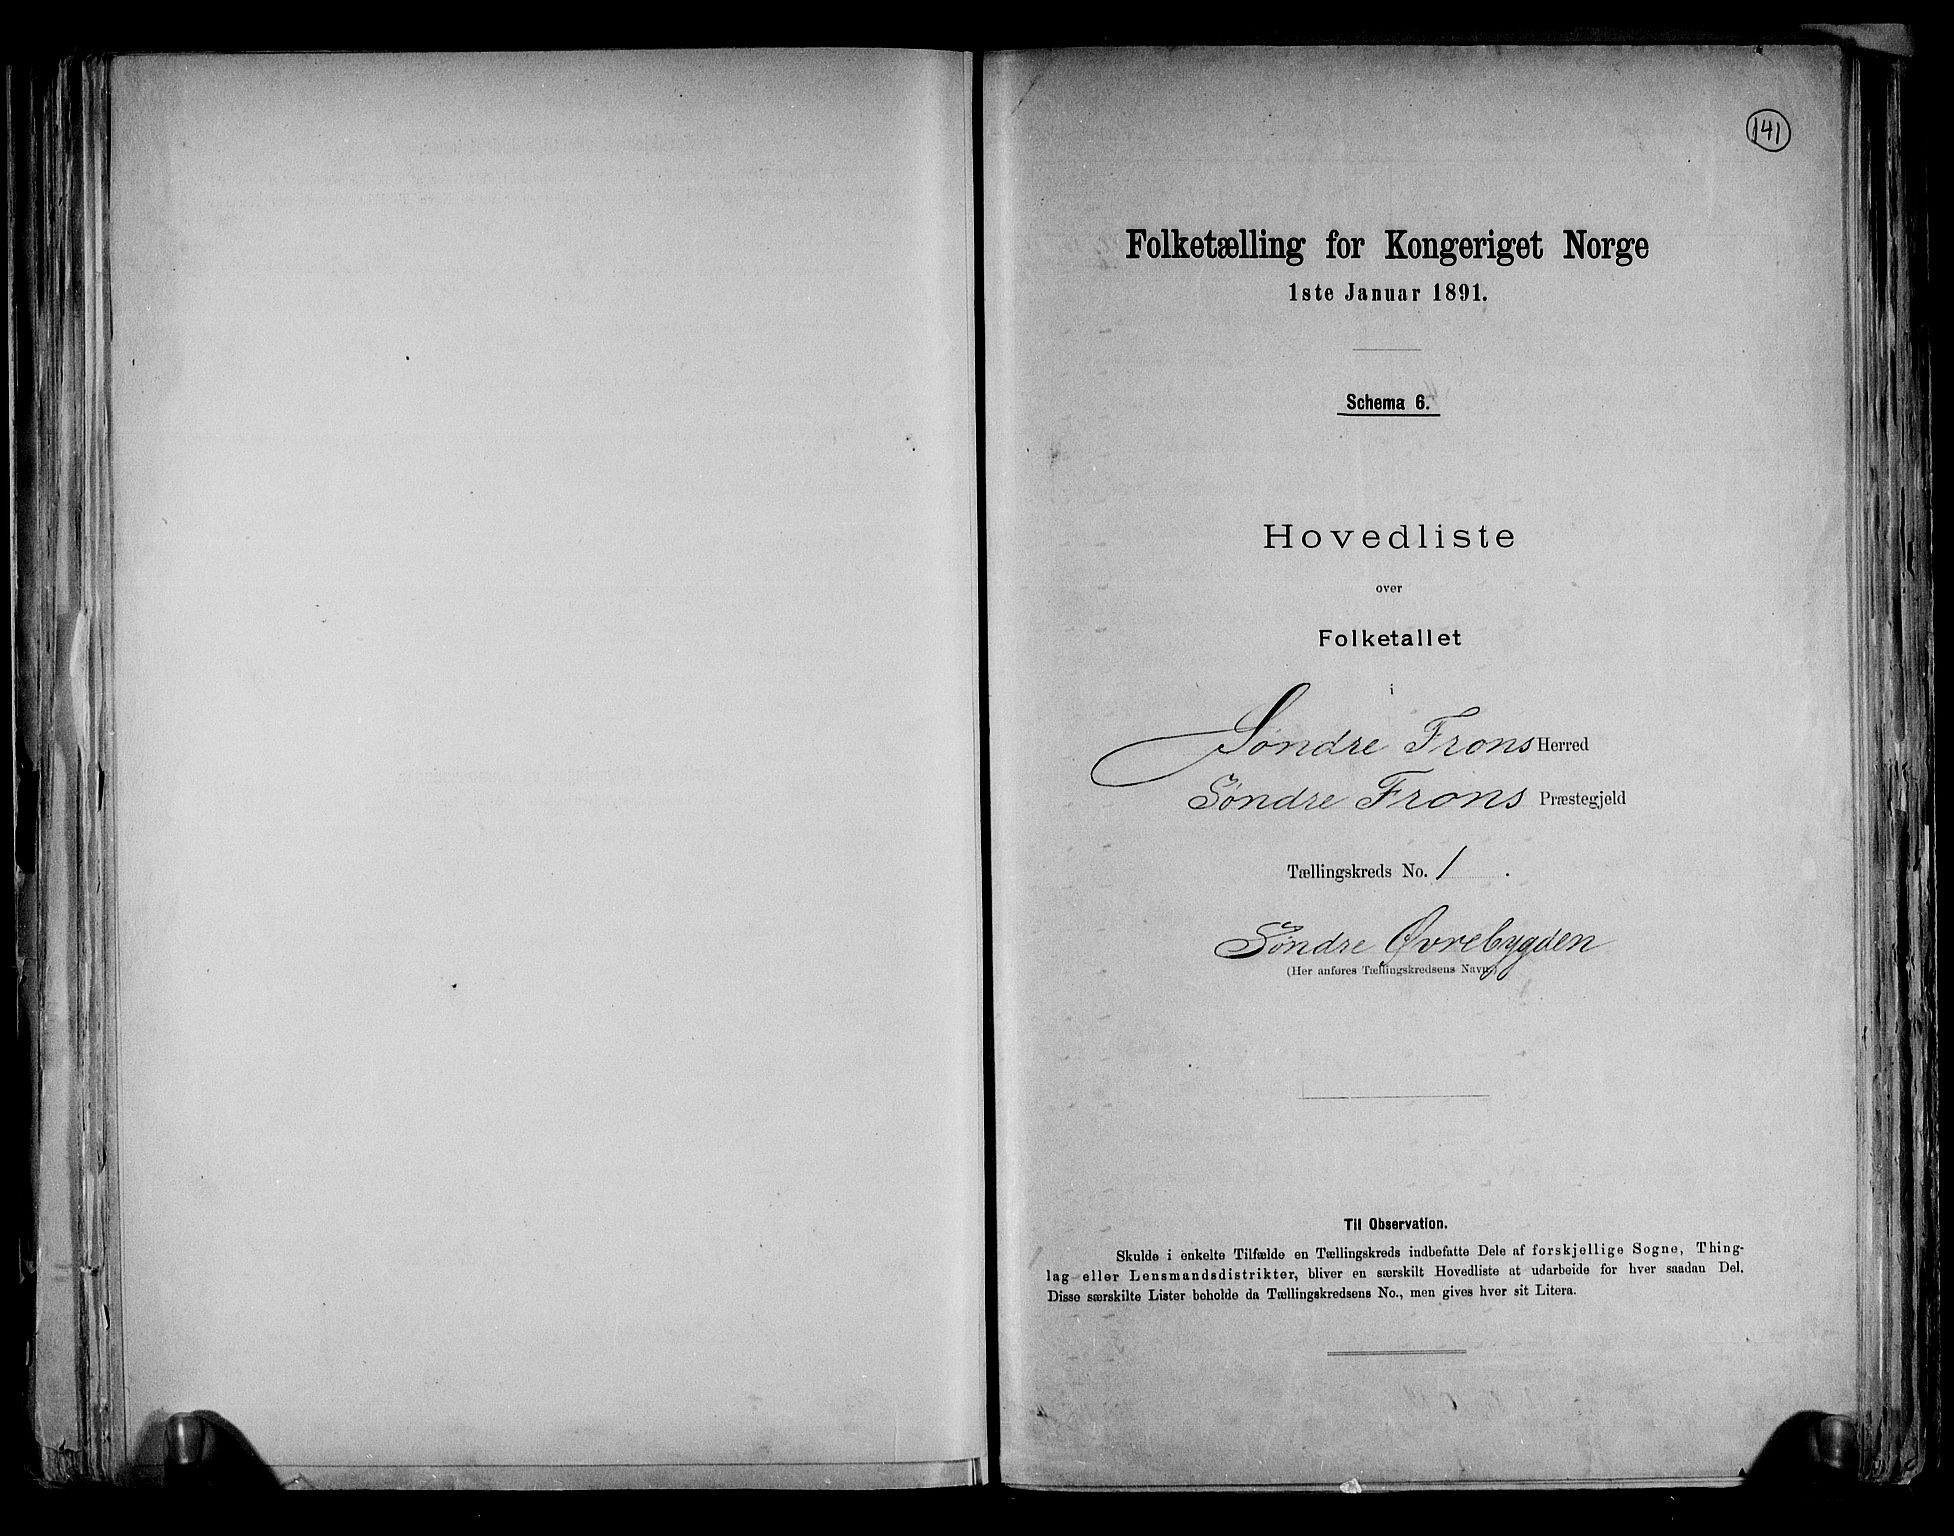 141
Folketælling for Kongeriget Norge
1ste Januar 1891.
Schema 6.
Hovedliste
over
Folketallet
i
Søndre Frons Herred
Søndre Frons Præstegjeld
Tællingskreds No. 1 .
Søndre Øvrebygden
(Her anføres Tællingskredsens Navn.)
Til Observation.
Skulde i enkelte Tilfælde en Tællingskreds indbefatte Dele af forskjellige Sogne, Thing-
lag eller Lensmandsdistrikter, bliver en særskilt Hovedliste at udarbeide for hver saadan Del.
Disse særskilte Lister beholde da Tællingskredsens No., men gives hver sit Litera.